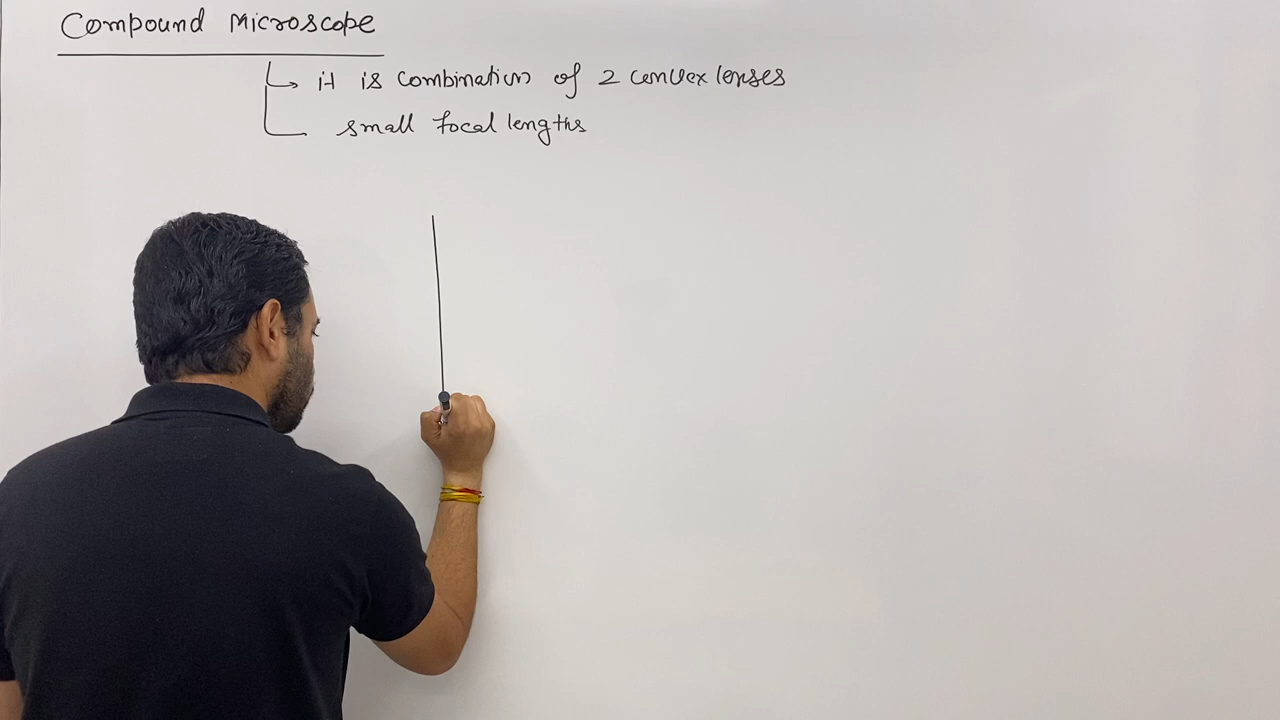 Compound Microscope
it is combination of 2 convex lenses
small focal lengths